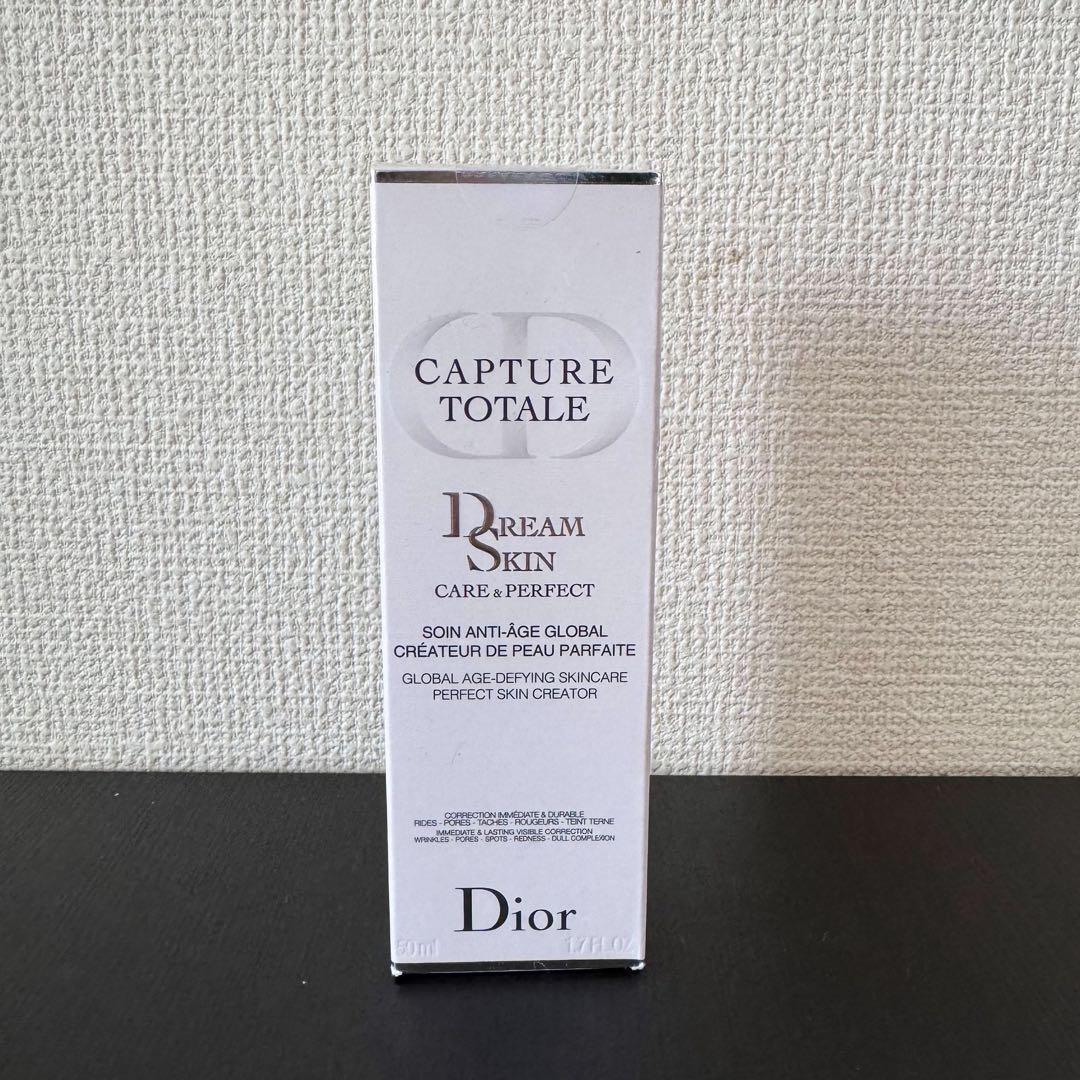 CAPTURE
TOTALE
DREAM
SKIN
CARE & PERFECT
SOIN ANTI-ÂGE GLOBAL
CRÉATEUR DE PEAU PARFAITE
GLOBAL AGE-DEFYING SKINCARE
PERFECT SKIN CREATOR
CORRECTION IMMÉDIATE & DURABLE
RIDES - PORES - TACHES - ROUGEURS - TEINT TERNE
IMMEDIATE & LASTING VISIBLE CORRECTION
WRINKLES - PORES - SPOTS - REDNESS - DULL COMPLEXION
Dior
50ml 1.7FL.OZ.